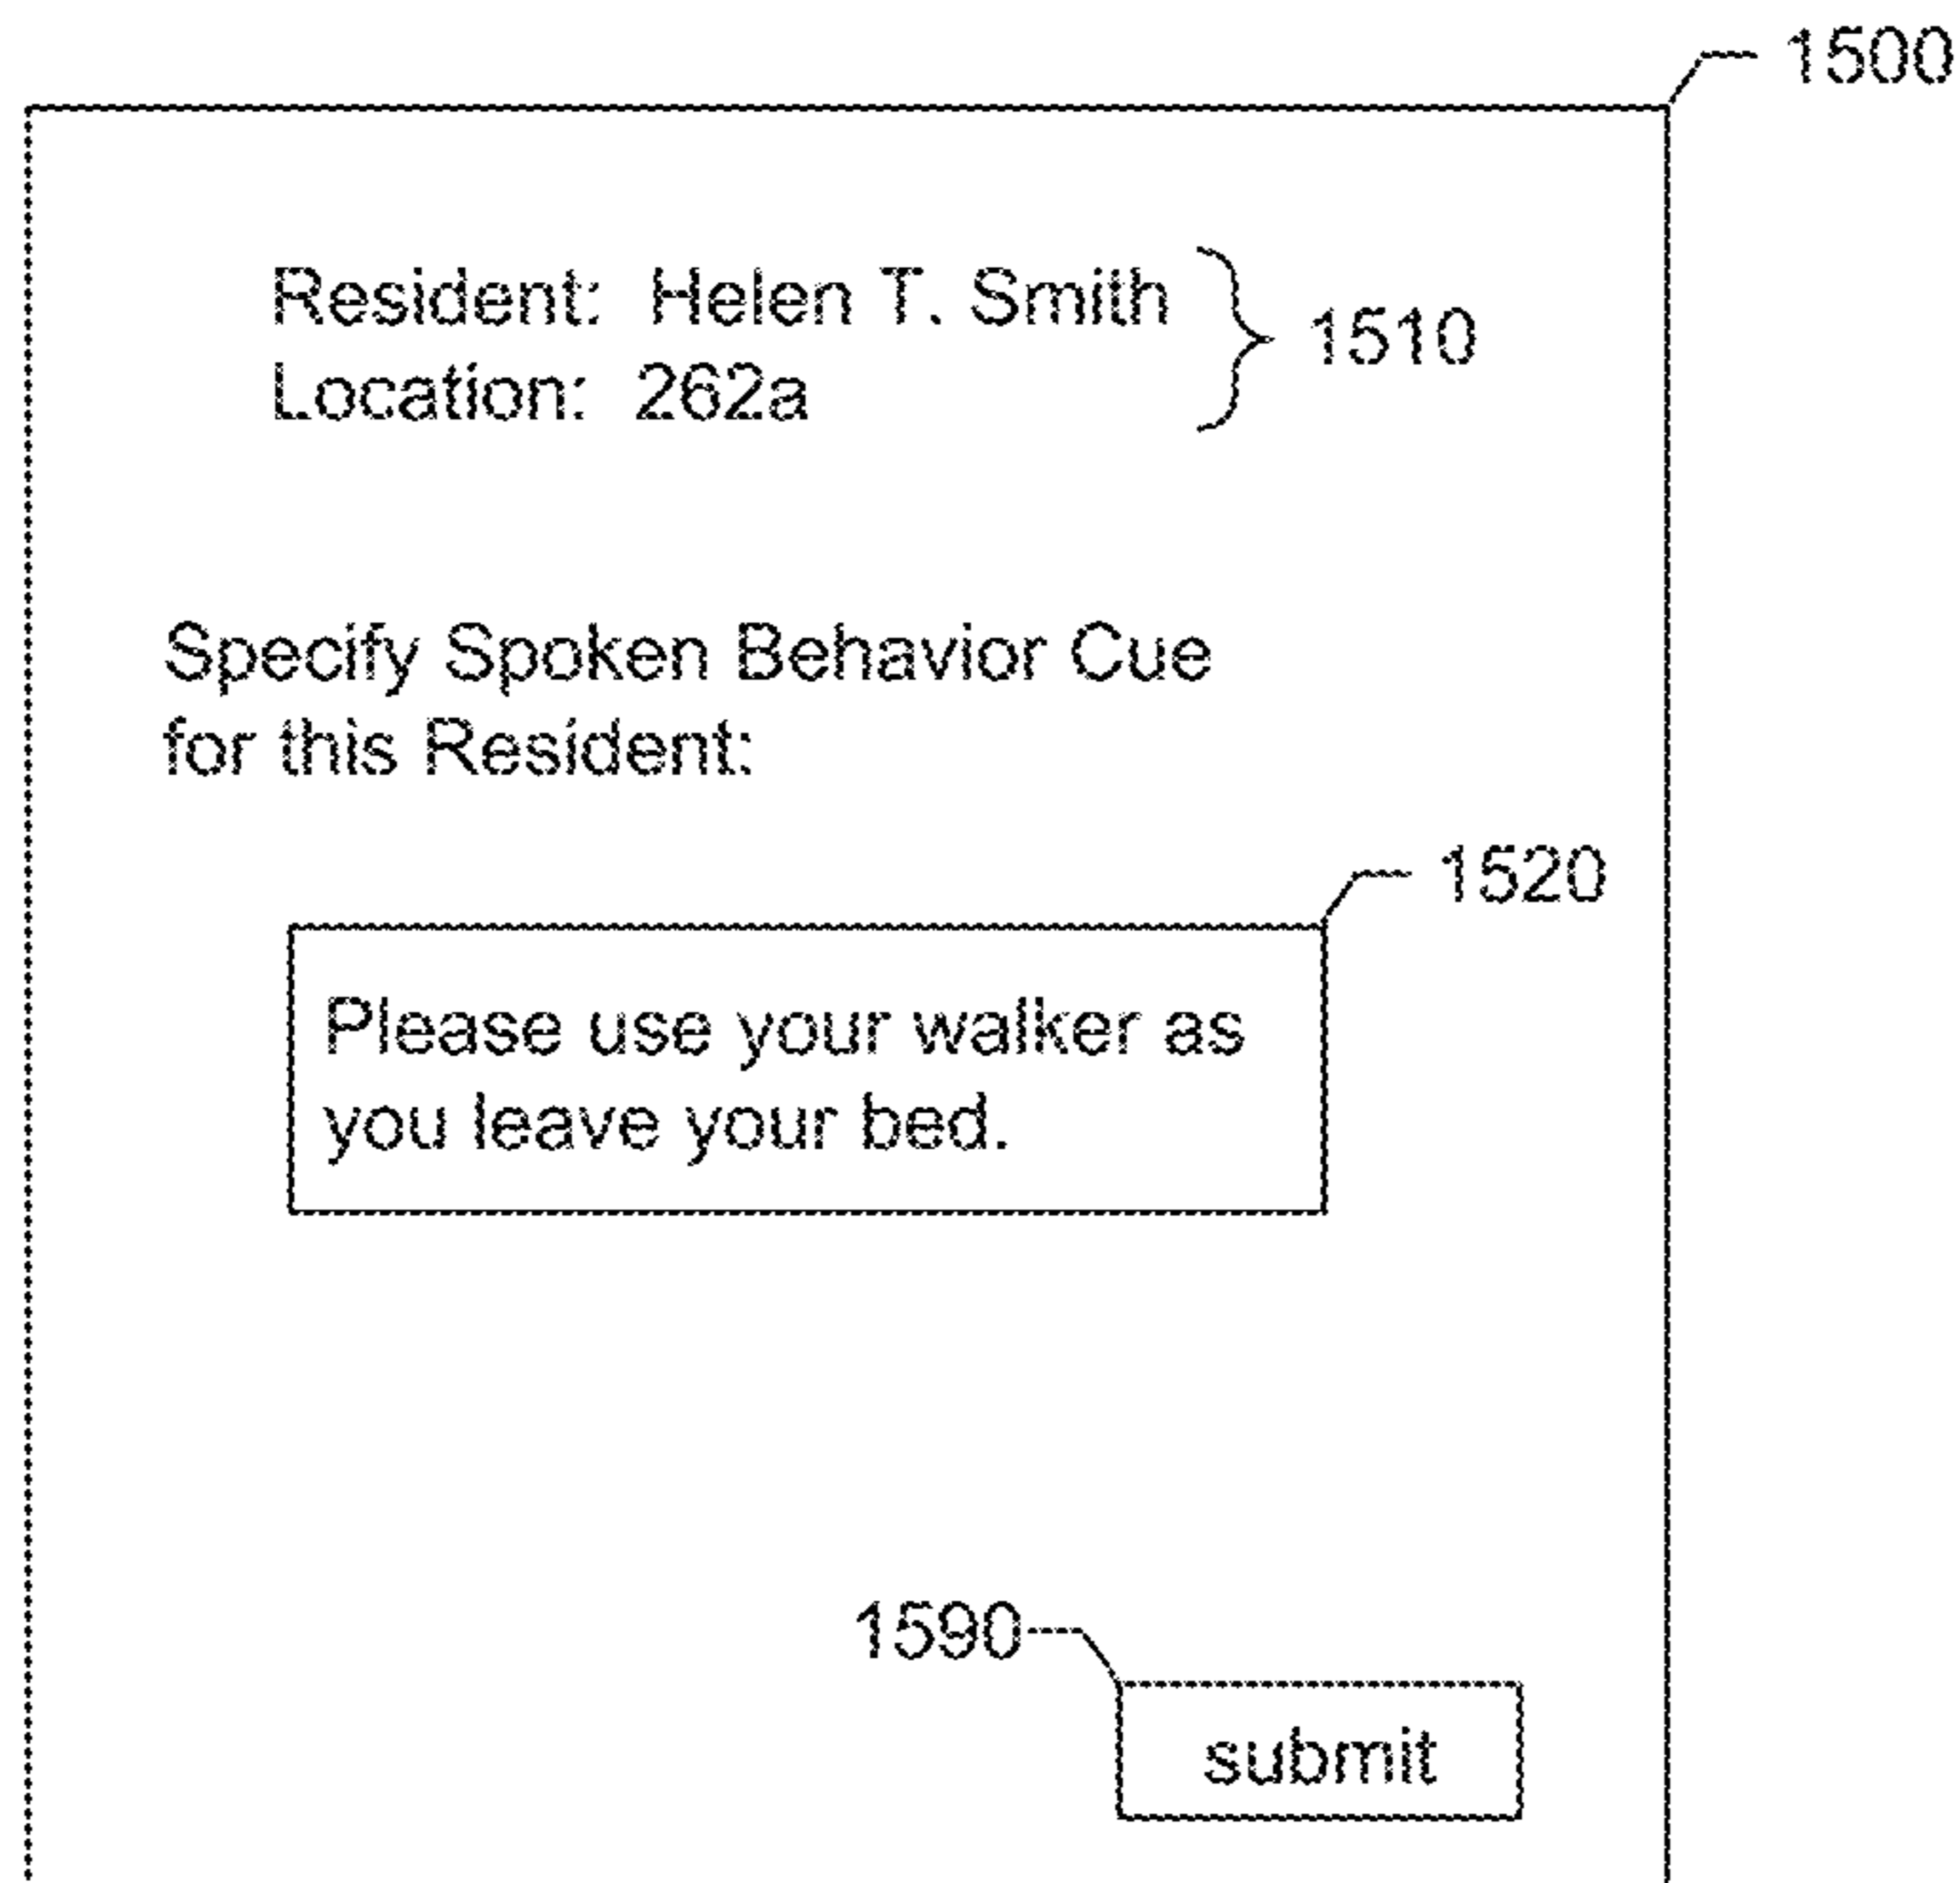 1500
Resident: Helen T. Smith
Location: 262a
1510
Specify Spoken Behavior Cue
for this Resident:
1520
Please use your walker as
you leave your bed.
1590
submit